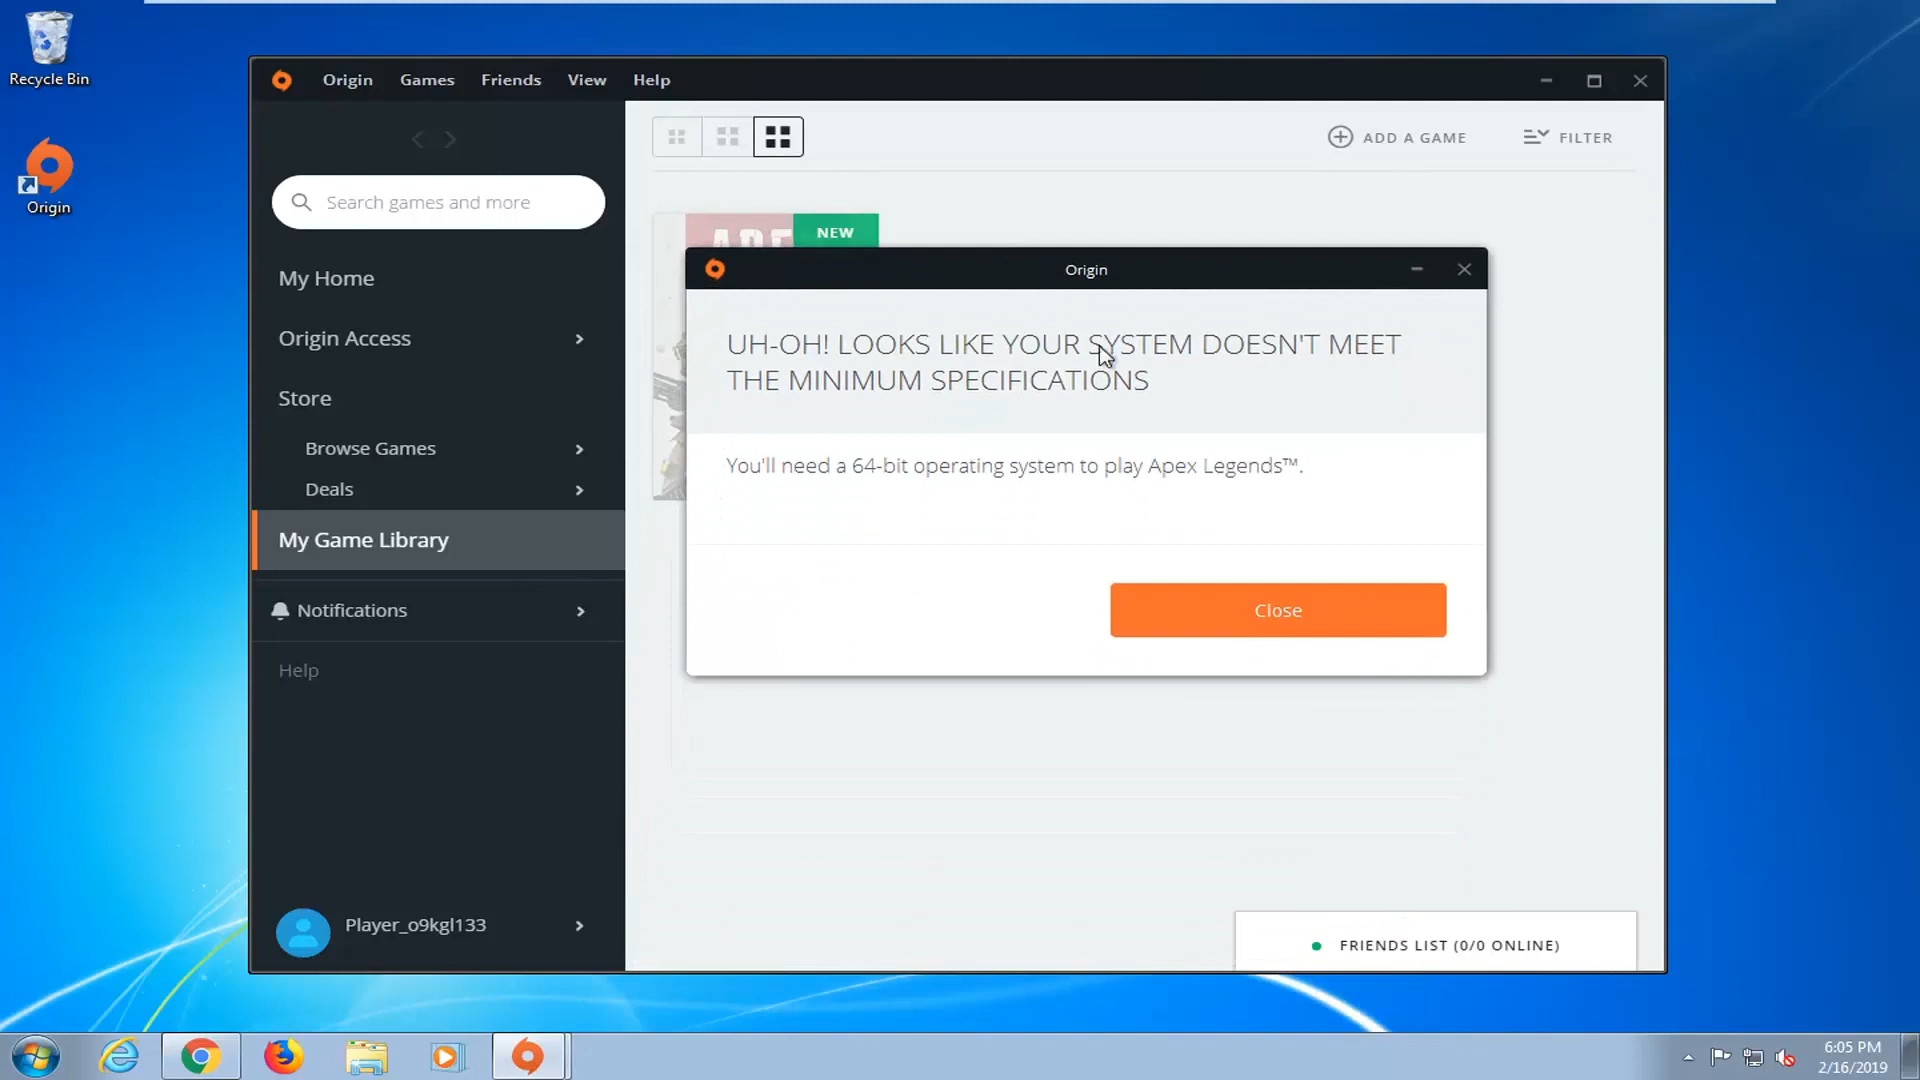 Recycle Bin
Origin
Origin Games Friends View Help
Search games and more
My Home
Origin Access
Store
Browse Games
Deals
My Game Library
Notifications
Help
Player_o9kgl133
ADD A GAME
FILTER
NEW
Origin
UH-OH! LOOKS LIKE YOUR SYSTEM DOESN'T MEET
THE MINIMUM SPECIFICATIONS
You'll need a 64-bit operating system to play Apex Legends™.
Close
FRIENDS LIST (0/0 ONLINE)
6:05 PM
2/16/2019